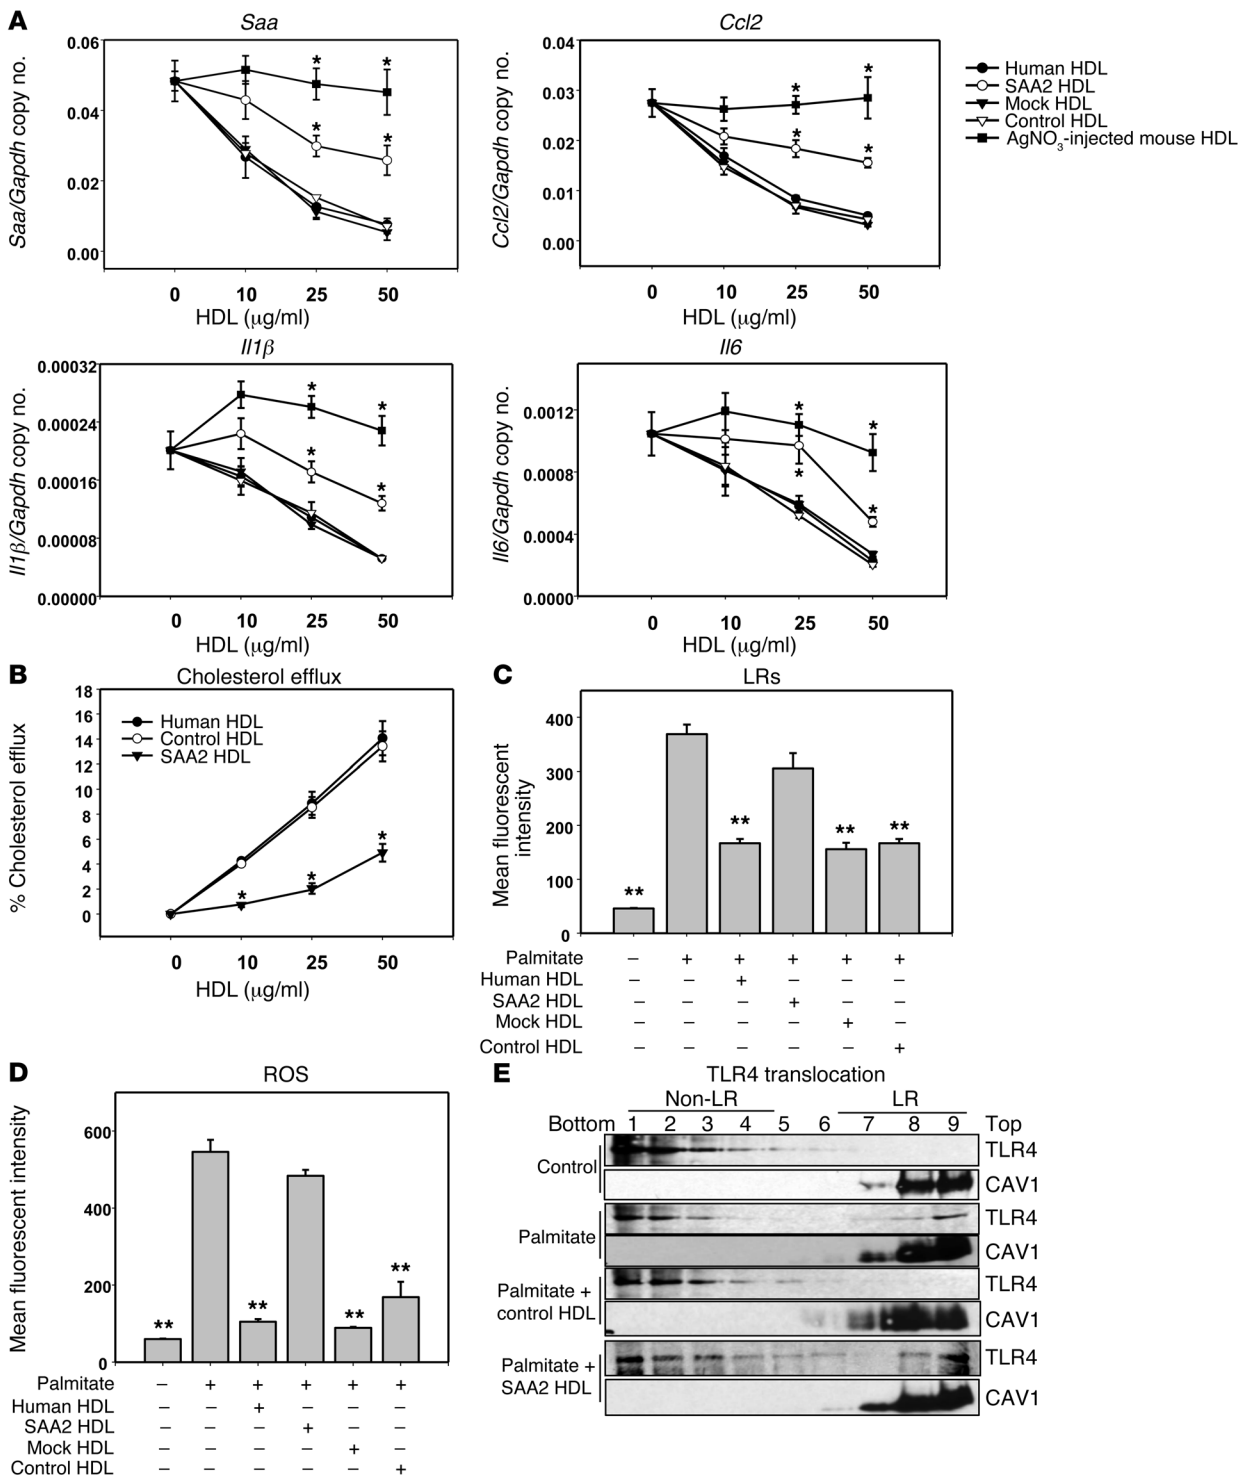 A
Saa
Saa/Gapdh copy no.
0.06
0.04
0.02
0.00
* * * *
0 10 25 50
HDL (µg/ml)
Ccl2
Ccl2/Gapdh copy no.
0.04
0.03
0.02
0.01
0.00
* * * *
0 10 25 50
HDL (µg/ml)
Human HDL
SAA2 HDL
Mock HDL
Control HDL
AgNO3-injected mouse HDL
Il1β
Il1β/Gapdh copy no.
0.00032
0.00024
0.00016
0.00008
0.00000
* * * *
0 10 25 50
HDL (µg/ml)
Il6
Il6/Gapdh copy no.
0.0012
0.0008
0.0004
0.0000
* * * *
0 10 25 50
HDL (µg/ml)
B
Cholesterol efflux
% Cholesterol efflux
18
16
14
12
10
8
6
4
2
0
Human HDL
Control HDL
SAA2 HDL
* * *
0 10 25 50
HDL (µg/ml)
C
LRs
Mean fluorescent
intensity
400
300
200
100
0
** ** ** **
Palmitate – + + + + +
Human HDL – – + – – –
SAA2 HDL – – – + – –
Mock HDL – – – – + –
Control HDL – – – – – +
D
ROS
Mean fluorescent intensity
600
400
200
0
** ** ** **
Palmitate – + + + + +
Human HDL – – + – – –
SAA2 HDL – – – + – –
Mock HDL – – – – + –
Control HDL – – – – – +
E
TLR4 translocation
Non-LR LR
Bottom 1 2 3 4 5 6 7 8 9 Top
Control
TLR4
CAV1
Palmitate
TLR4
CAV1
Palmitate +
control HDL
TLR4
CAV1
Palmitate +
SAA2 HDL
TLR4
CAV1